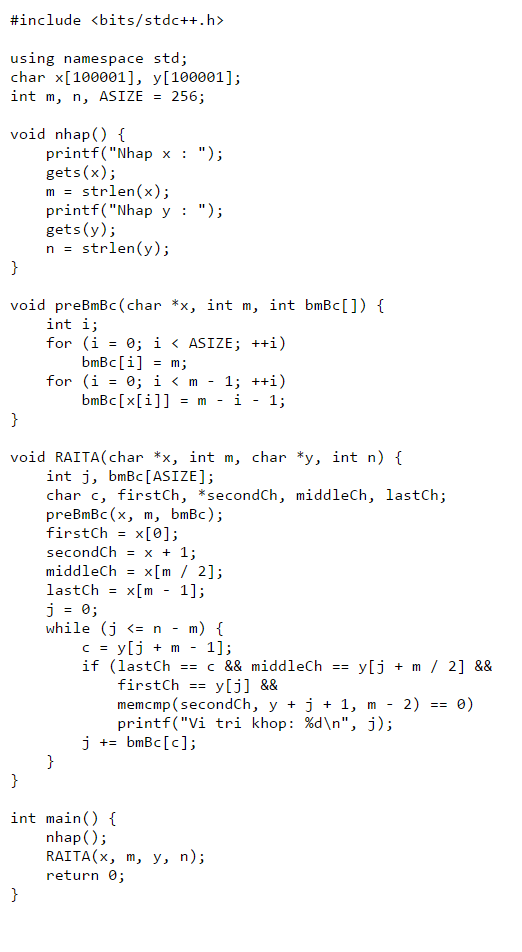 #include <bits/stdc++.h>

using namespace std;
char x[100001], y[100001];
int m, n, ASIZE = 256;

void nhap() {
    printf("Nhap x : ");
    gets(x);
    m = strlen(x);
    printf("Nhap y : ");
    gets(y);
    n = strlen(y);
}

void preBmBc(char *x, int m, int bmBc[]) {
    int i;
    for (i = 0; i < ASIZE; ++i)
        bmBc[i] = m;
    for (i = 0; i < m - 1; ++i)
        bmBc[x[i]] = m - i - 1;
}

void RAITA(char *x, int m, char *y, int n) {
    int j, bmBc[ASIZE];
    char c, firstCh, *secondCh, middleCh, lastCh;
    preBmBc(x, m, bmBc);
    firstCh = x[0];
    secondCh = x + 1;
    middleCh = x[m / 2];
    lastCh = x[m - 1];
    j = 0;
    while (j <= n - m) {
        c = y[j + m - 1];
        if (lastCh == c && middleCh == y[j + m / 2] &&
            firstCh == y[j] &&
            memcmp(secondCh, y + j + 1, m - 2) == 0)
            printf("Vi tri khop: %d\n", j);
        j += bmBc[c];
    }
}

int main() {
    nhap();
    RAITA(x, m, y, n);
    return 0;
}